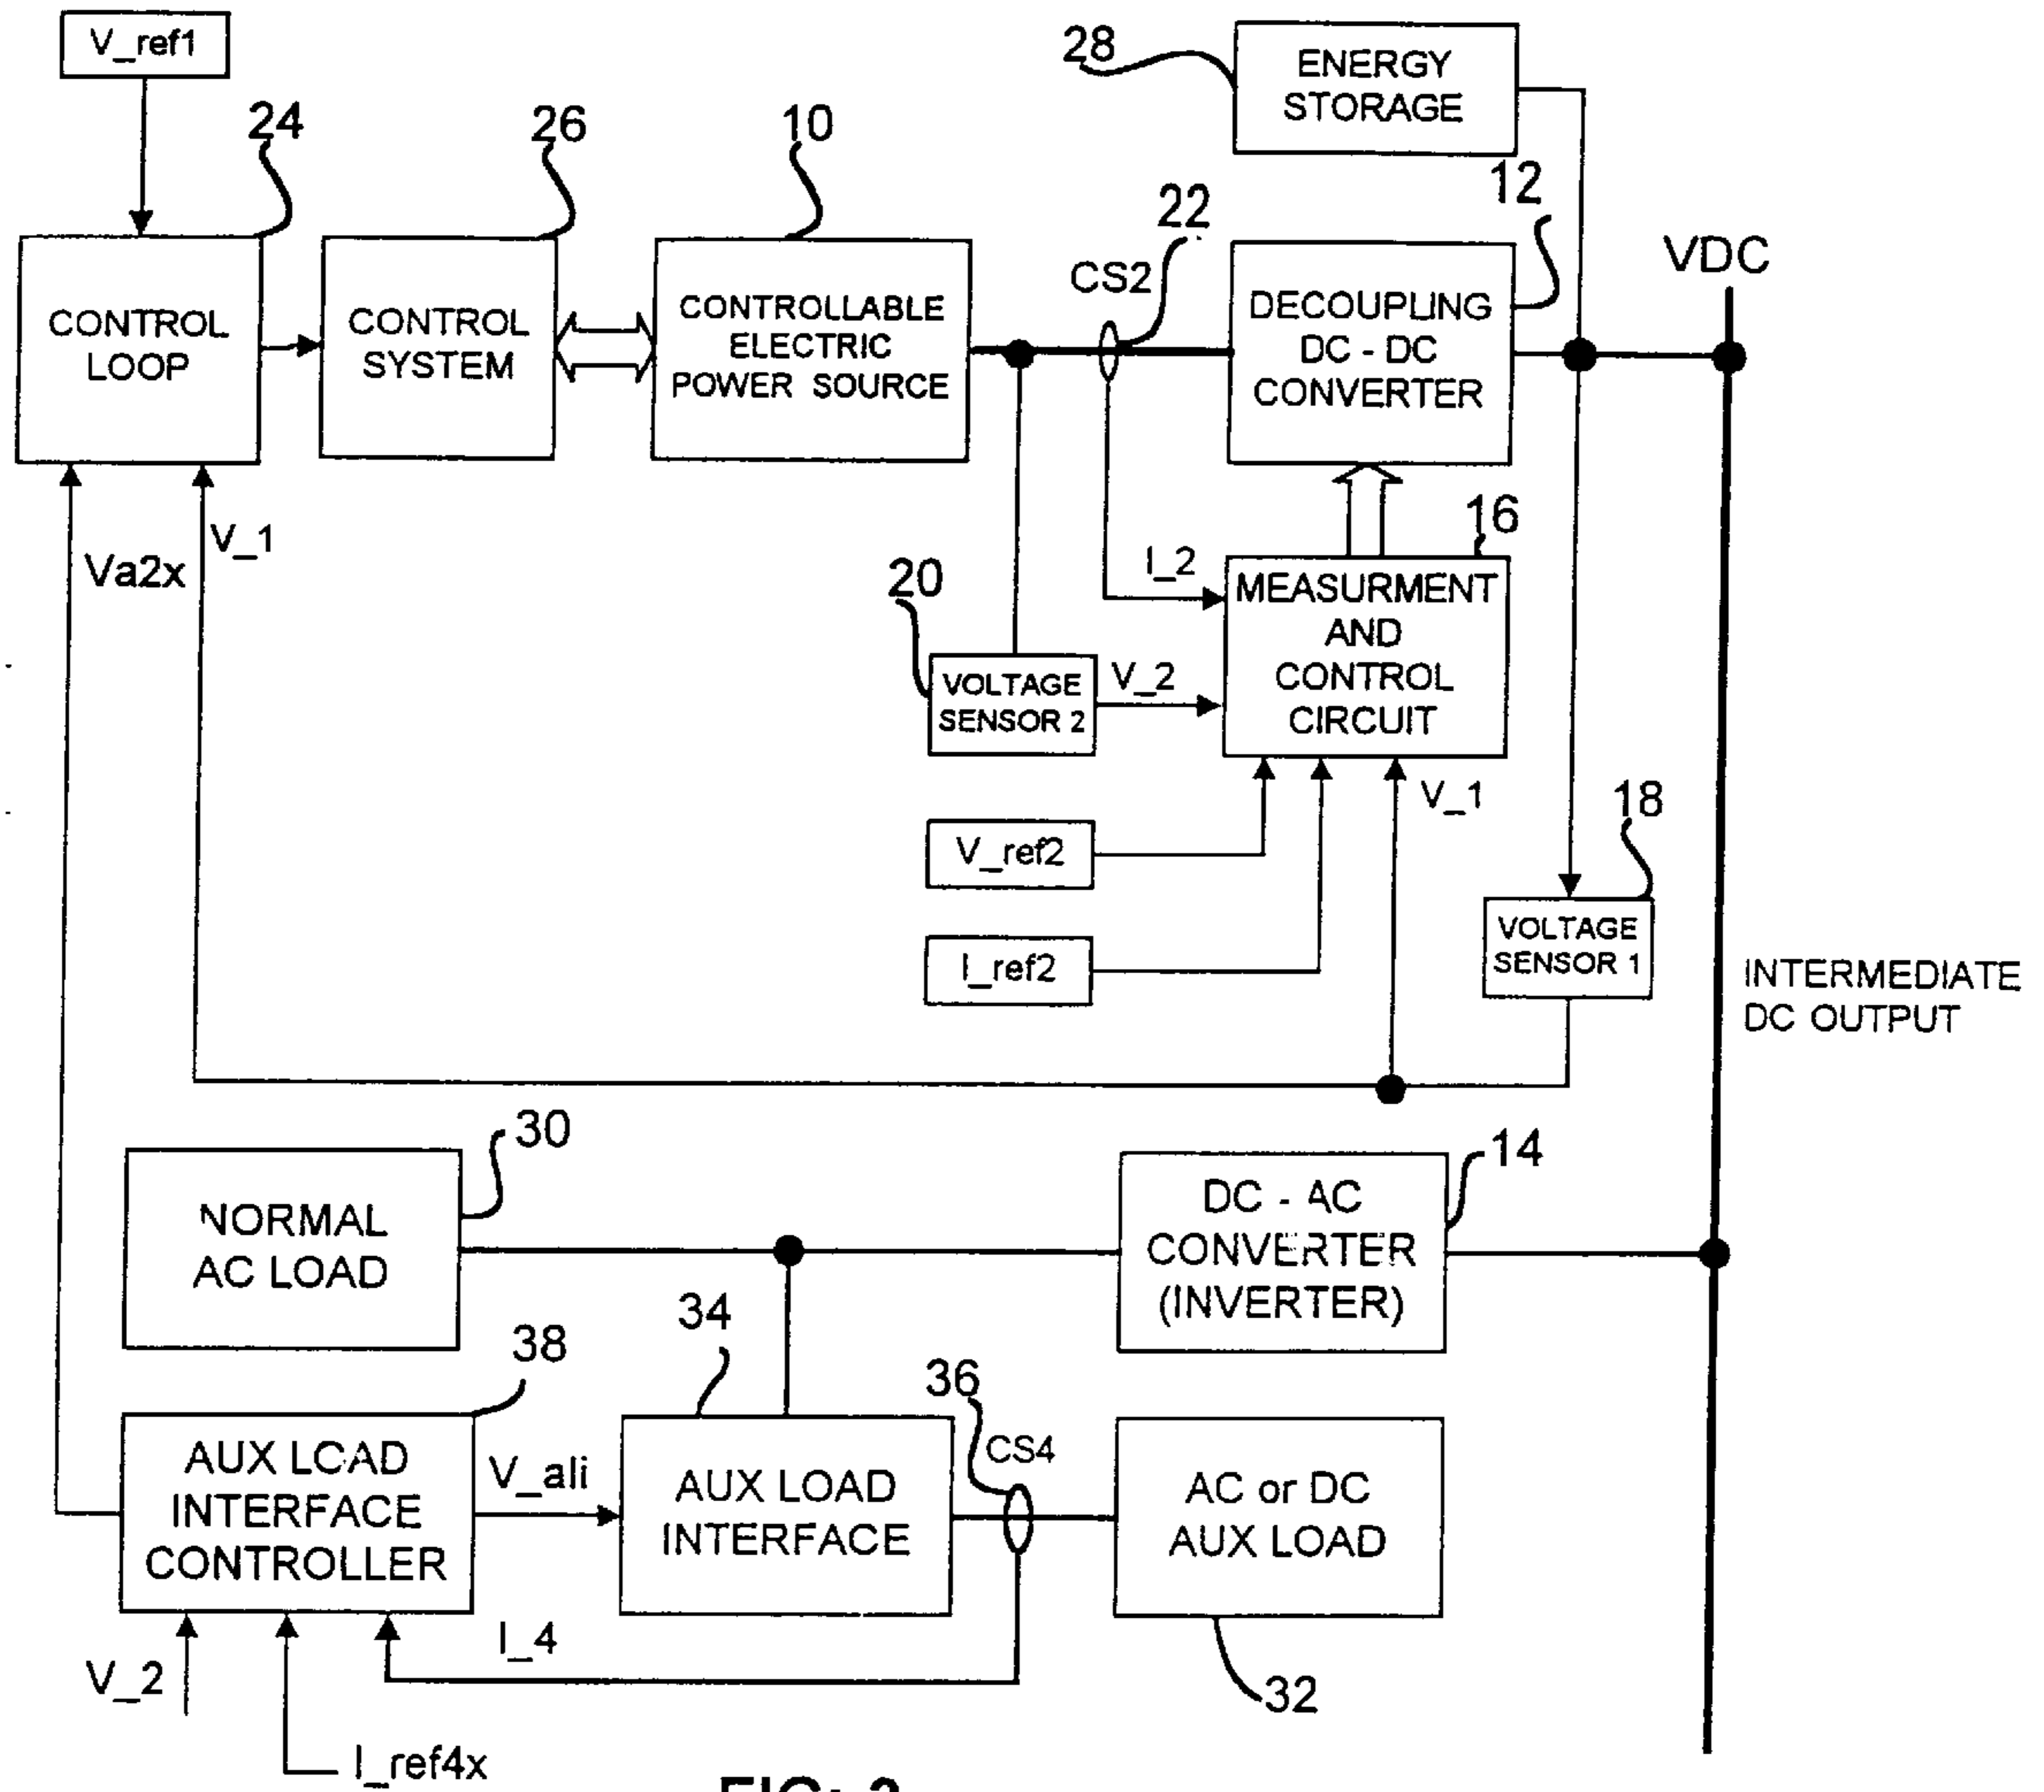 V_ref1
24
26
10
28
ENERGY
STORAGE
12
22
CS2
VDC
CONTROL
LOOP
CONTROL
SYSTEM
CONTROLLABLE
ELECTRIC
POWER SOURCE
DECOUPLING
DC - DC
CONVERTER
V_1
Va2x
I_2
16
20
MEASURMENT
AND
CONTROL
CIRCUIT
VOLTAGE
SENSOR 2
V_2
V_1
18
V_ref2
I_ref2
VOLTAGE
SENSOR 1
INTERMEDIATE
DC OUTPUT
30
14
NORMAL
AC LOAD
DC - AC
CONVERTER
(INVERTER)
34
38
36
CS4
AUX LOAD
INTERFACE
CONTROLLER
V_ali
AUX LOAD
INTERFACE
AC or DC
AUX LOAD
I_4
V_2
32
I_ref4x